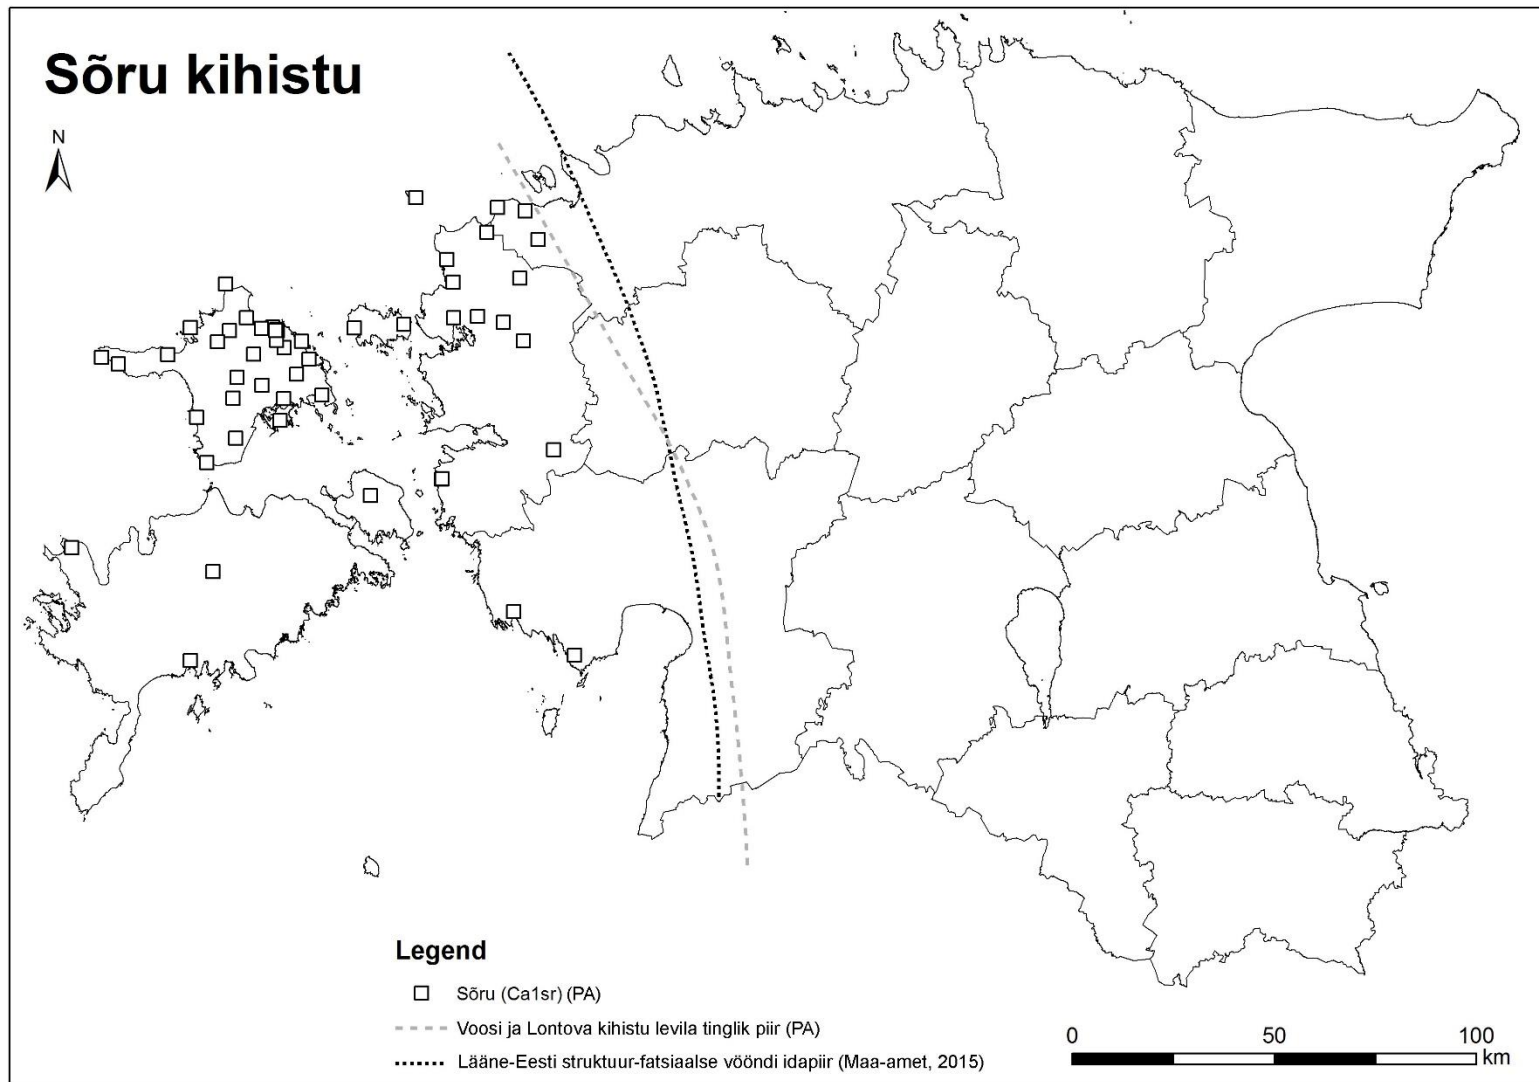 Sõru kihistu
N
Legend
Sõru (Ca1sr) (PA)
Voosi ja Lontova kihistu levila tinglik piir (PA)
Lääne-Eesti struktuur-fatsiaalse vööndi idapiir (Maa-amet, 2015)
0 50 100
km